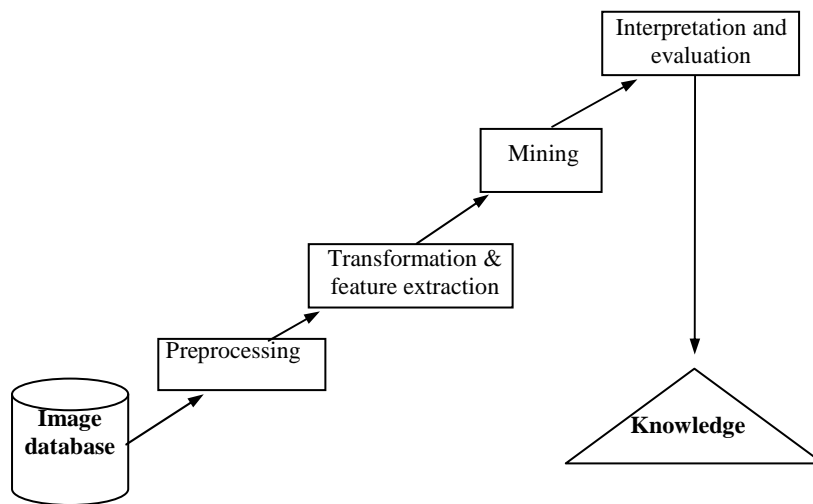 Interpretation and
evaluation
Mining
Transformation &
feature extraction
Preprocessing
Image
database
Knowledge